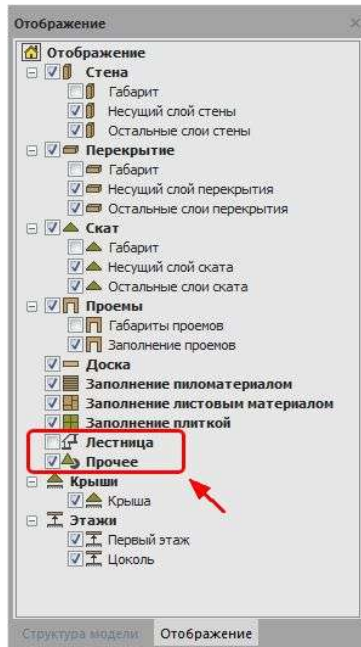 Отображение
Отображение
Стена
Габарит
Несущий слой стены
Остальные слои стены
Перекрытие
Габарит
Несущий слой перекрытия
Остальные слои перекрытия
Скат
Габарит
Несущий слой ската
Остальные слои ската
Проемы
Габариты проемов
Заполнение проемов
Доска
Заполнение пиломатериалом
Заполнение листовым материалом
Заполнение плиткой
Лестница
Прочее
Крыши
Крыша
Этажи
Первый этаж
Цоколь
Структура модели Отображение